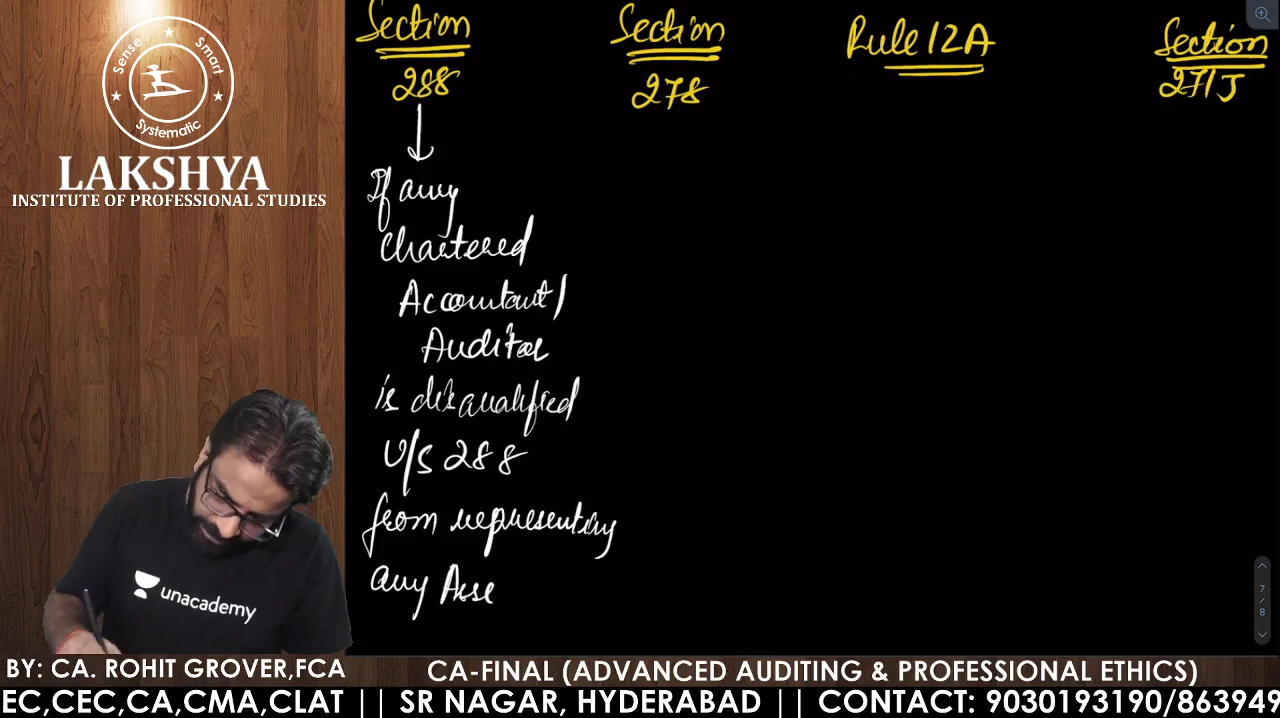 Sense
Smart
Systematic
LAKSHYA
INSTITUTE OF PROFESSIONAL STUDIES
Section
288
Section
278
Rule 12A
Section
271J
If any
Chartered
Accountant/
Auditor
is disqualified
U/S 288
from representing
any Asse
unacademy
7
/
8
BY: CA. ROHIT GROVER,FCA
CA-FINAL (ADVANCED AUDITING & PROFESSIONAL ETHICS)
EC,CEC,CA,CMA,CLAT || SR NAGAR, HYDERABAD || CONTACT: 9030193190/863949